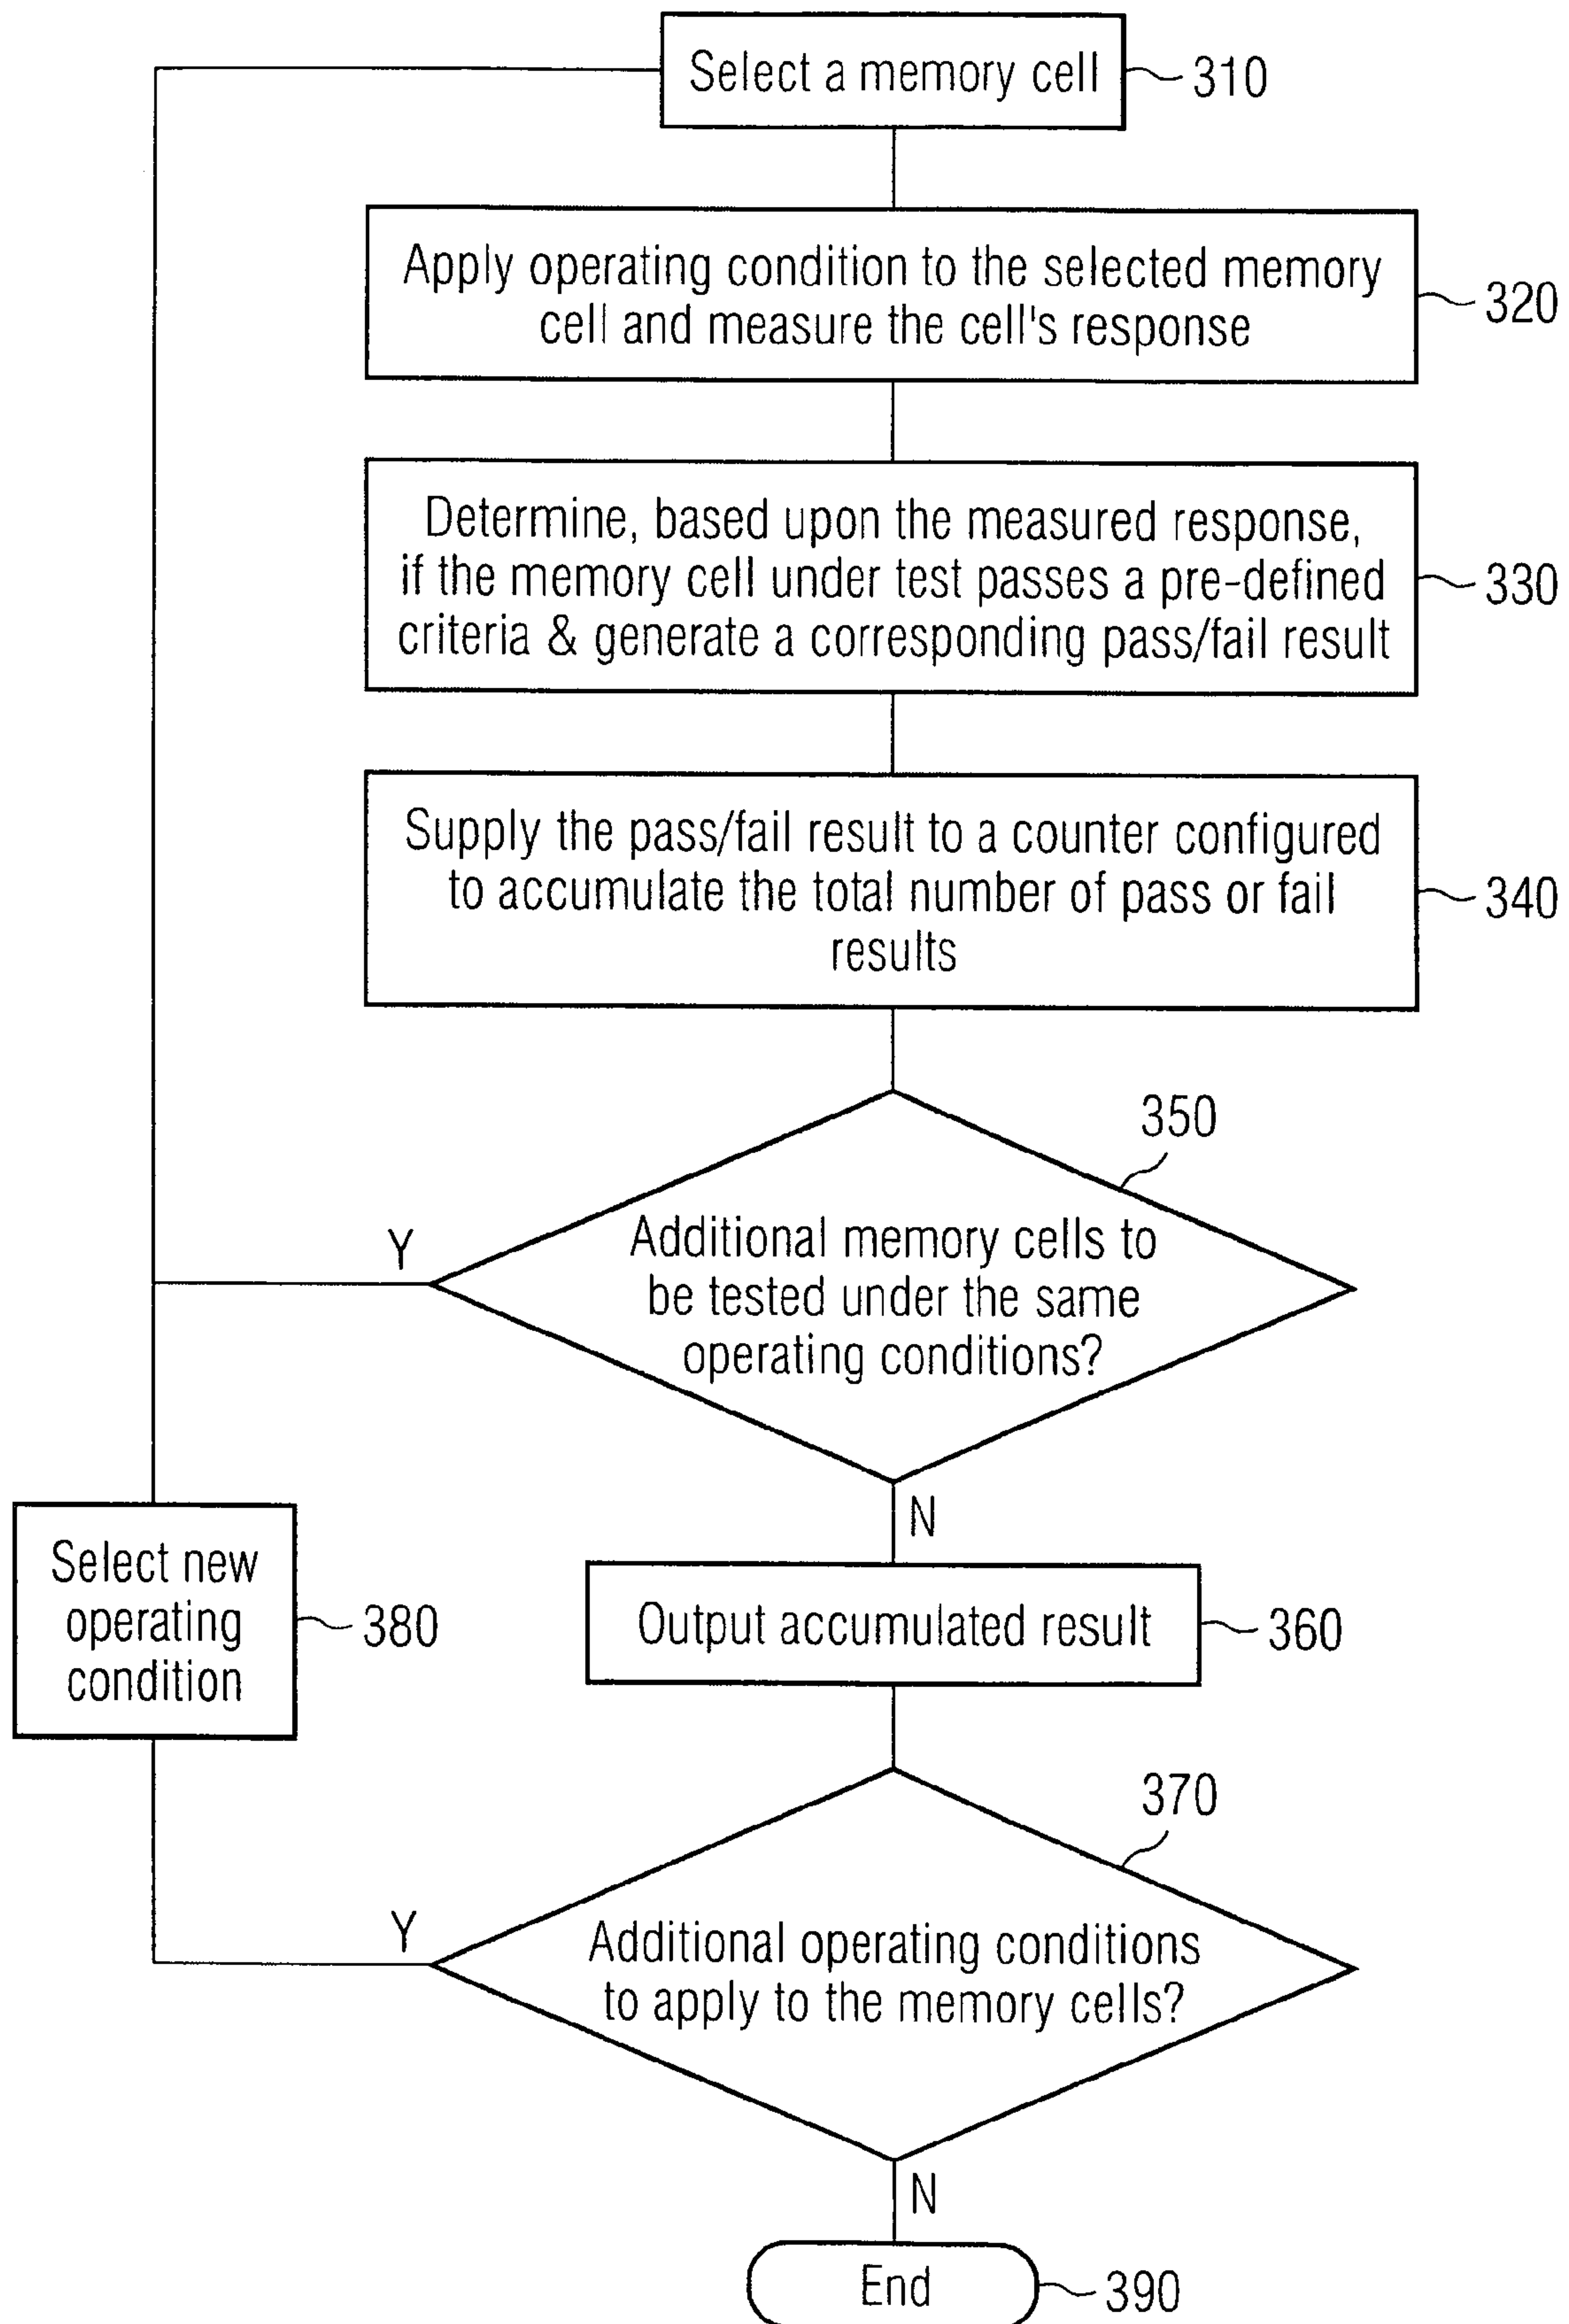 Select a memory cell
310
Apply operating condition to the selected memory
cell and measure the cell's response
320
Determine, based upon the measured response,
if the memory cell under test passes a pre-defined
criteria & generate a corresponding pass/fail result
330
Supply the pass/fail result to a counter configured
to accumulate the total number of pass or fail
results
340
350
Additional memory cells to
be tested under the same
operating conditions?
Y
N
Select new
operating
condition
380
Output accumulated result
360
370
Additional operating conditions
to apply to the memory cells?
Y
N
End
390